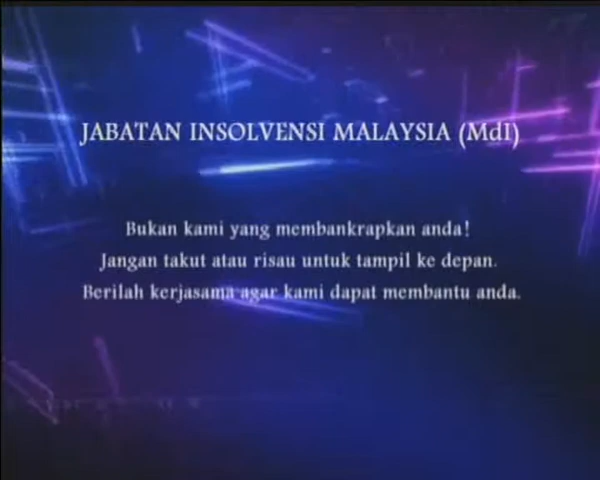 JABATAN INSOLVENSI MALAYSIA (MdI)
Bukan kami yang membankrapkan anda!
Jangan takut atau risau untuk tampil ke depan.
Berilah kerjasama agar kami dapat membantu anda.